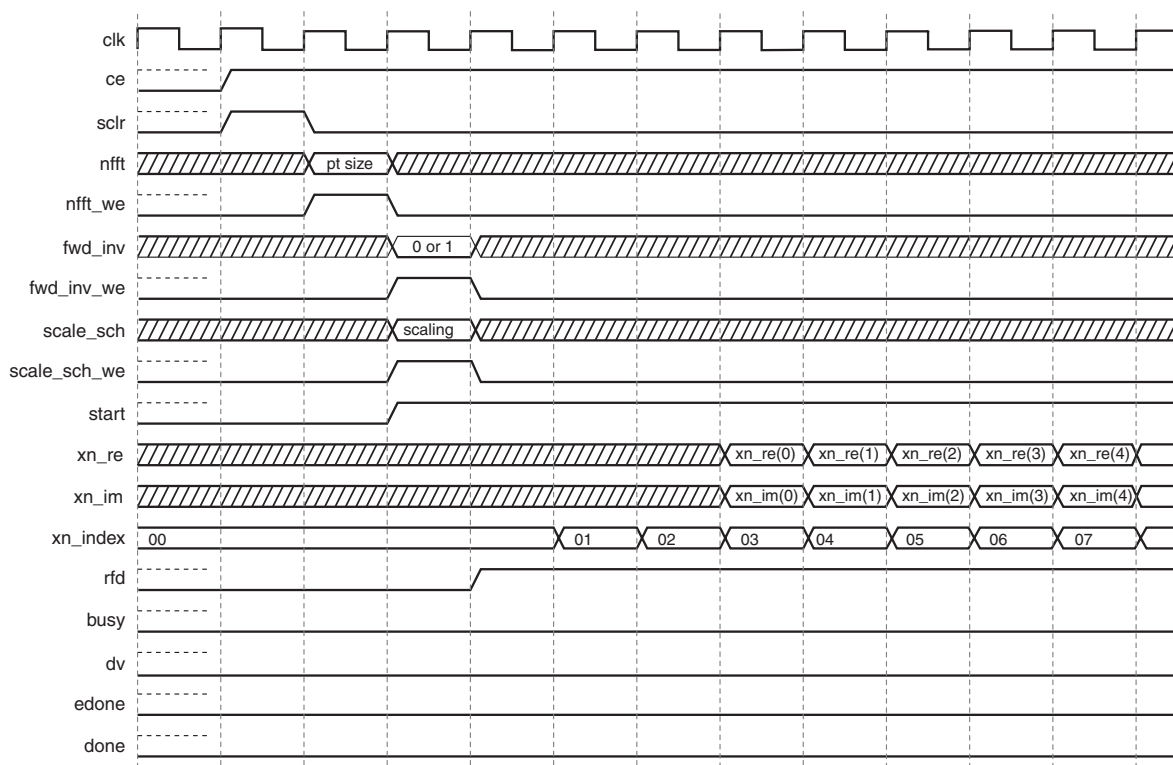 clk
ce
sclr
nfft pt size
nfft_we
fwd_inv 0 or 1
fwd_inv_we
scale_sch scaling
scale_sch_we
start
xn_re xn_re(0) xn_re(1) xn_re(2) xn_re(3) xn_re(4)
xn_im xn_im(0) xn_im(1) xn_im(2) xn_im(3) xn_im(4)
xn_index 00 01 02 03 04 05 06 07
rfd
busy
dv
edone
done